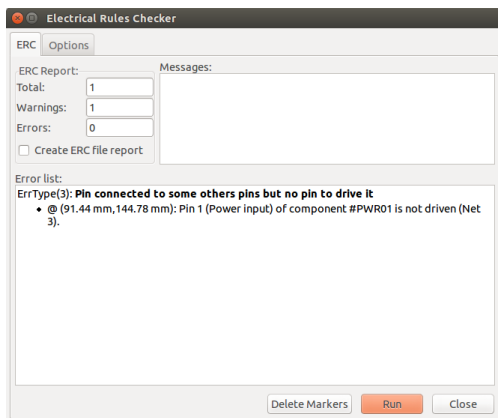 Electrical Rules Checker
ERC
Options
ERC Report:
Total:
1
Warnings:
1
Errors:
0
Create ERC file report
Messages:
Error list:
ErrType(3): Pin connected to some others pins but no pin to drive it
@ (91.44 mm,144.78 mm): Pin 1 (Power input) of component #PWR01 is not driven (Net
3).
Delete Markers
Run
Close